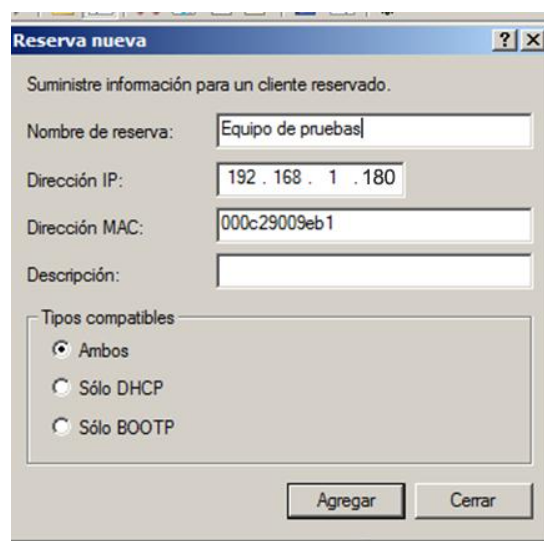 Reserva nueva
Suministre información para un cliente reservado.
Nombre de reserva: Equipo de pruebas
Dirección IP: 192 . 168 . 1 . 180
Dirección MAC: 000c29009eb1
Descripción:
Tipos compatibles
Ambos
Sólo DHCP
Sólo BOOTP
Agregar Cerrar